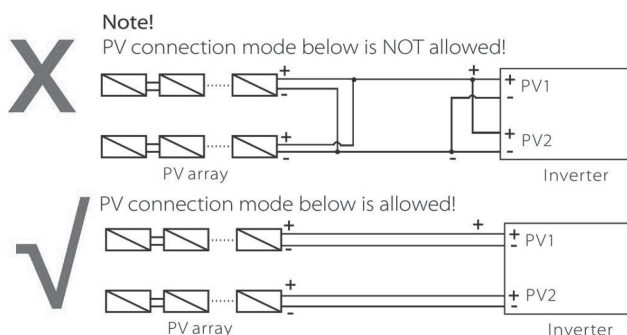 Note!
PV connection mode below is NOT allowed!
X
+
+
+ PV1
-
-
+
+ PV2
-
-
-
PV array
Inverter
PV connection mode below is allowed!
√
+
+
+ PV1
-
-
+
+ PV2
-
-
PV array
Inverter